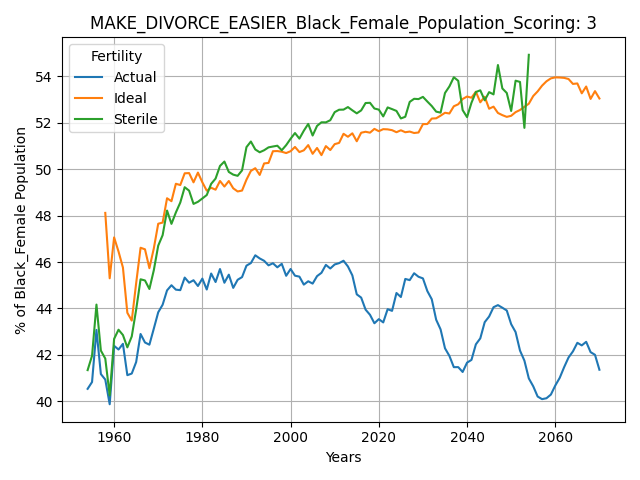 MAKE_DIVORCE_EASIER_Black_Female_Population_Scoring: 3
Fertility
Actual
Ideal
Sterile
% of Black_Female Population
54
52
50
48
46
44
42
40
1960
1980
2000
2020
2040
2060
Years